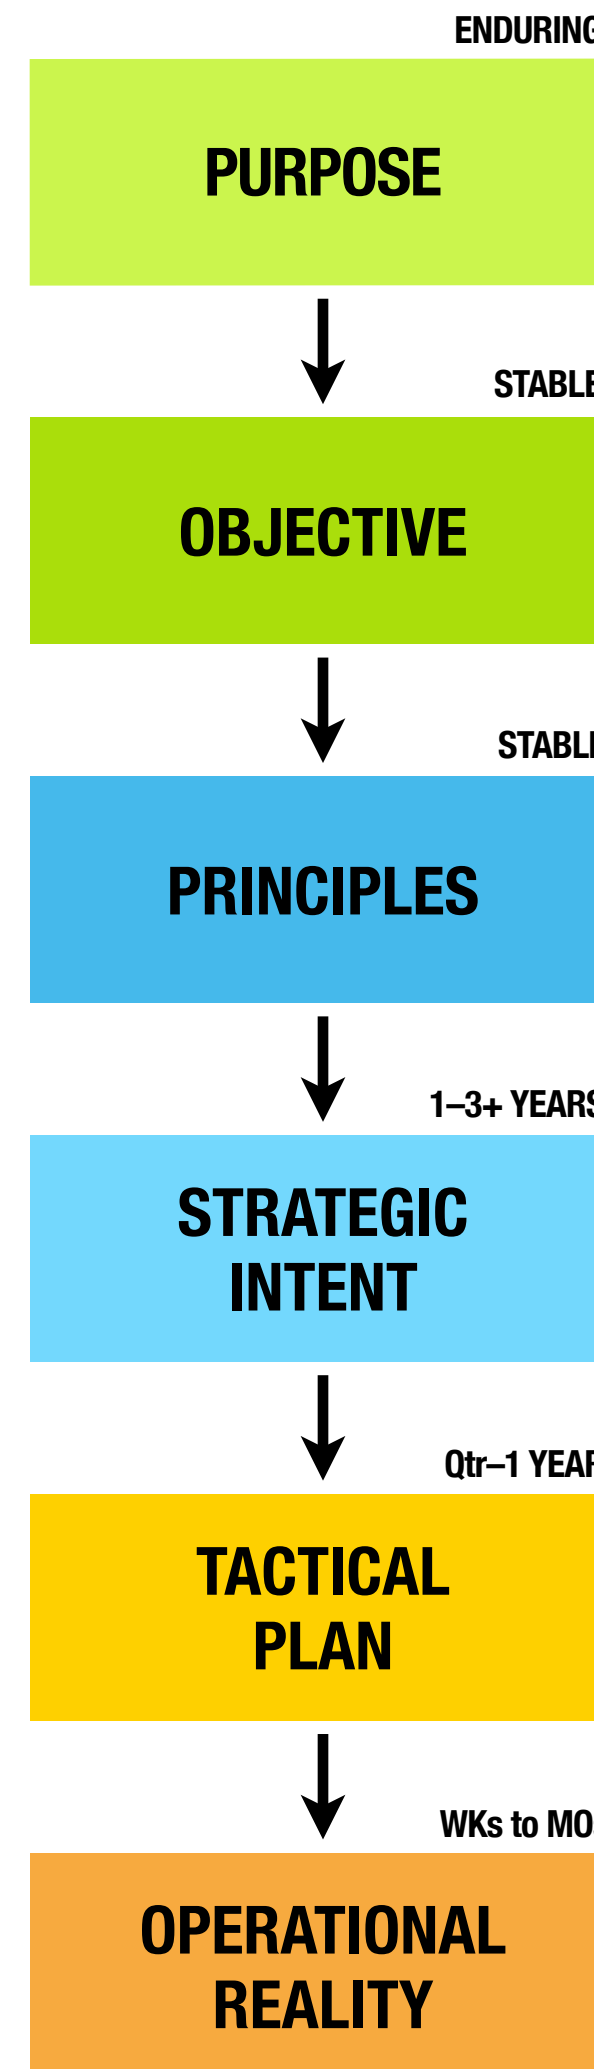 ENDURING
PURPOSE
STABLE
OBJECTIVE
STABLE
PRINCIPLES
1–3+ YEARS
STRATEGIC
INTENT
Qtr–1 YEAR
TACTICAL
PLAN
WKs to MOs
OPERATIONAL
REALITY